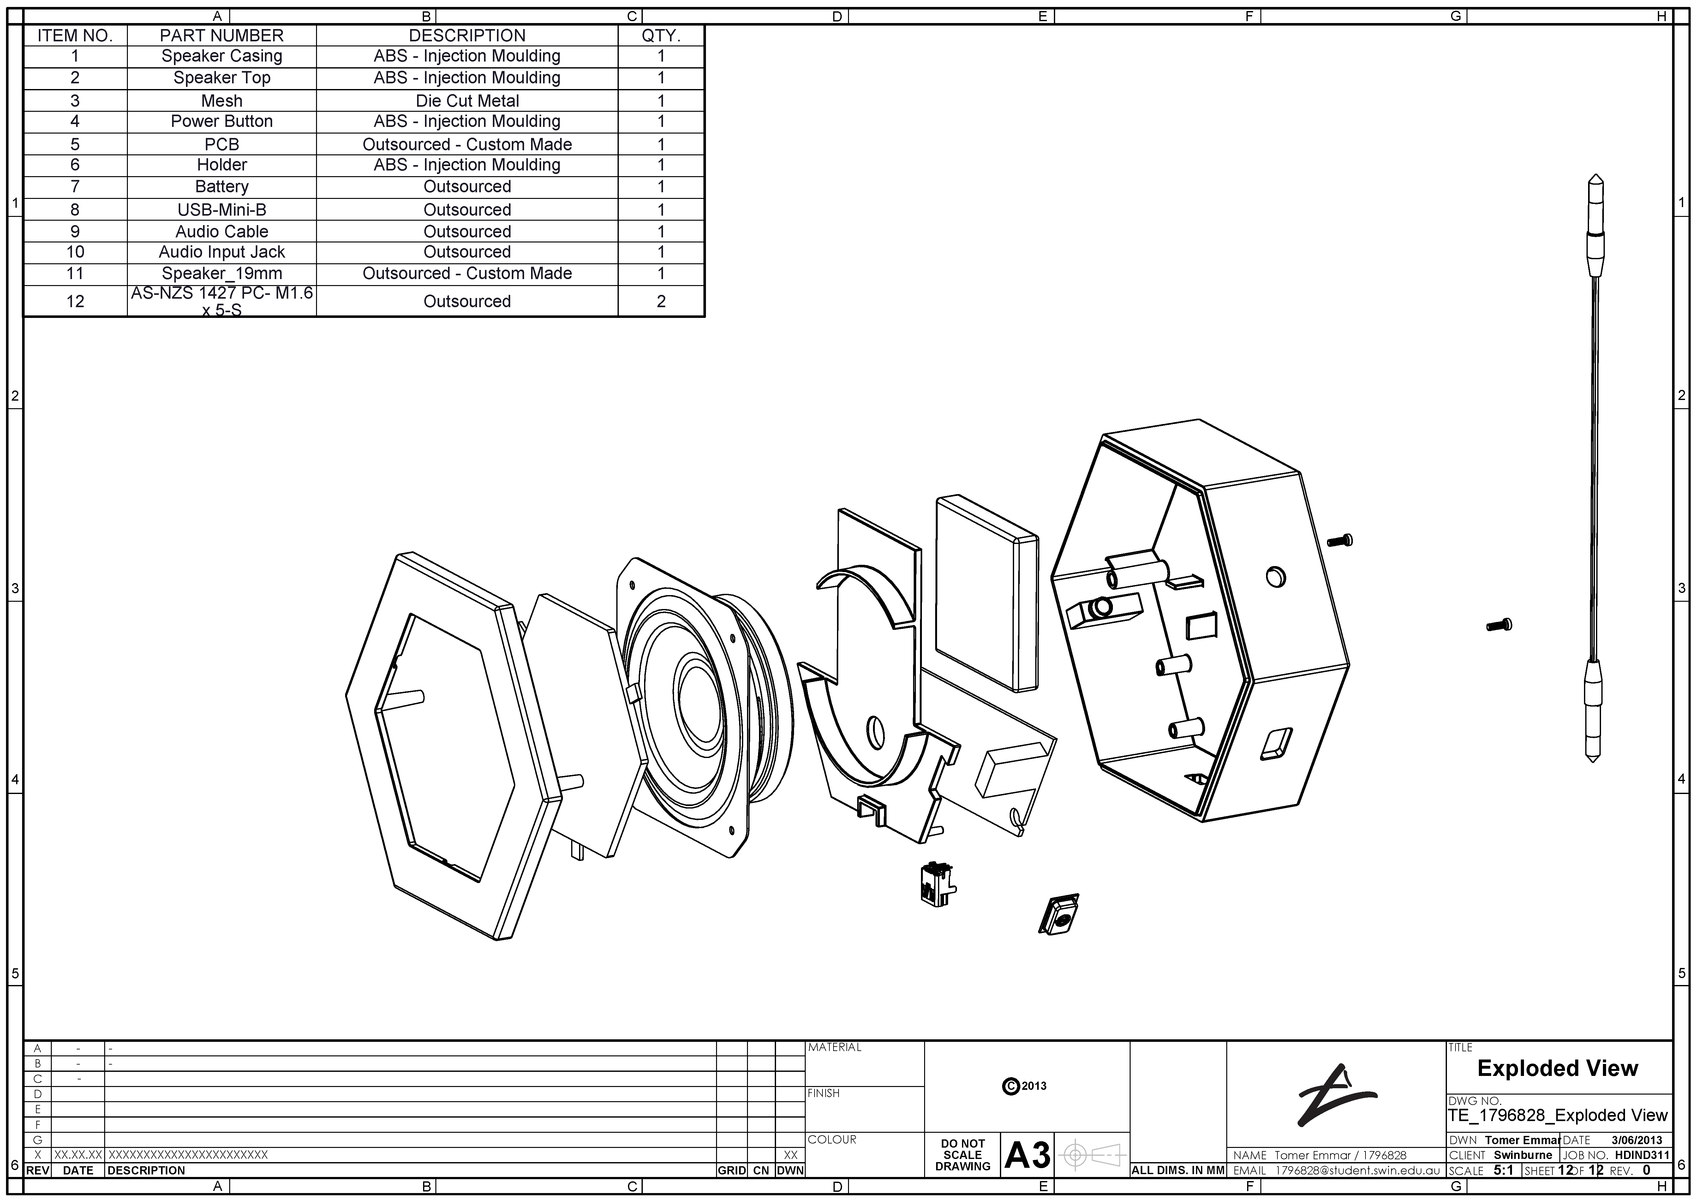 A B C D E F G H
ITEM NO. PART NUMBER DESCRIPTION QTY.
1 Speaker Casing ABS - Injection Moulding 1
2 Speaker Top ABS - Injection Moulding 1
3 Mesh Die Cut Metal 1
4 Power Button ABS - Injection Moulding 1
5 PCB Outsourced - Custom Made 1
6 Holder ABS - Injection Moulding 1
7 Battery Outsourced 1
8 USB-Mini-B Outsourced 1
9 Audio Cable Outsourced 1
10 Audio Input Jack Outsourced 1
11 Speaker_19mm Outsourced - Custom Made 1
12 AS-NZS 1427 PC- M1.6 x 5-S Outsourced 2
1 1
2 2
3 3
4 4
5 5
6 6
A - -
B - -
C -
D
E
F
G
X XX.XX.XX XXXXXXXXXXXXXXXXXXXXXXX XX
REV DATE DESCRIPTION GRID CN DWN
MATERIAL
FINISH
COLOUR
© 2013
DO NOT
SCALE
DRAWING
A3
ALL DIMS. IN MM
NAME Tomer Emmar / 1796828
EMAIL 1796828@student.swin.edu.au
TITLE
Exploded View
DWG NO.
TE_1796828_Exploded View
DWN Tomer Emmar DATE 3/06/2013
CLIENT Swinburne JOB NO. HDIND311
SCALE 5:1 SHEET 12 OF 12 REV. 0
A B C D E F G H